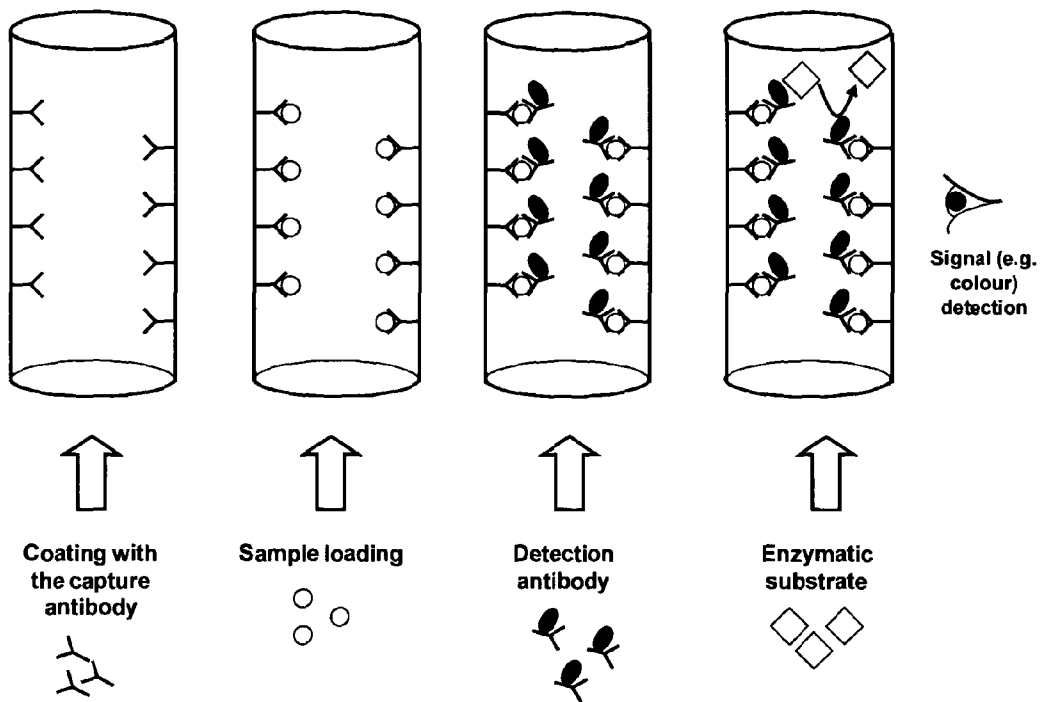 Signal (e.g.
colour)
detection
Coating with
the capture
antibody
Sample loading
Detection
antibody
Enzymatic
substrate